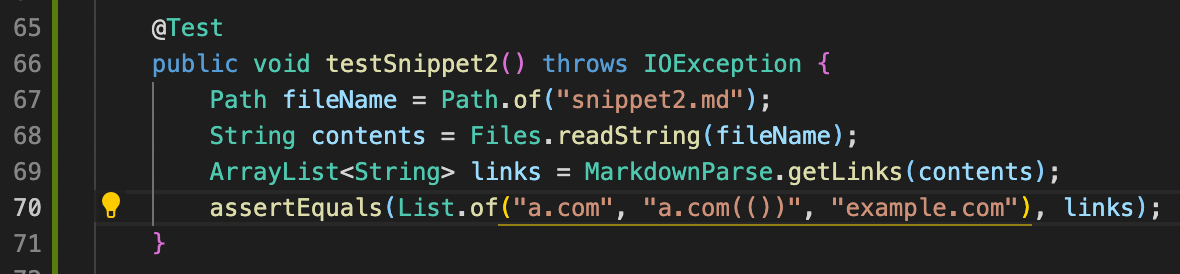 65 @Test
66 public void testSnippet2() throws IOException {
67 Path fileName = Path.of("snippet2.md");
68 String contents = Files.readString(fileName);
69 ArrayList<String> links = MarkdownParse.getLinks(contents);
70 assertEquals(List.of("a.com", "a.com(())", "example.com"), links);
71 }